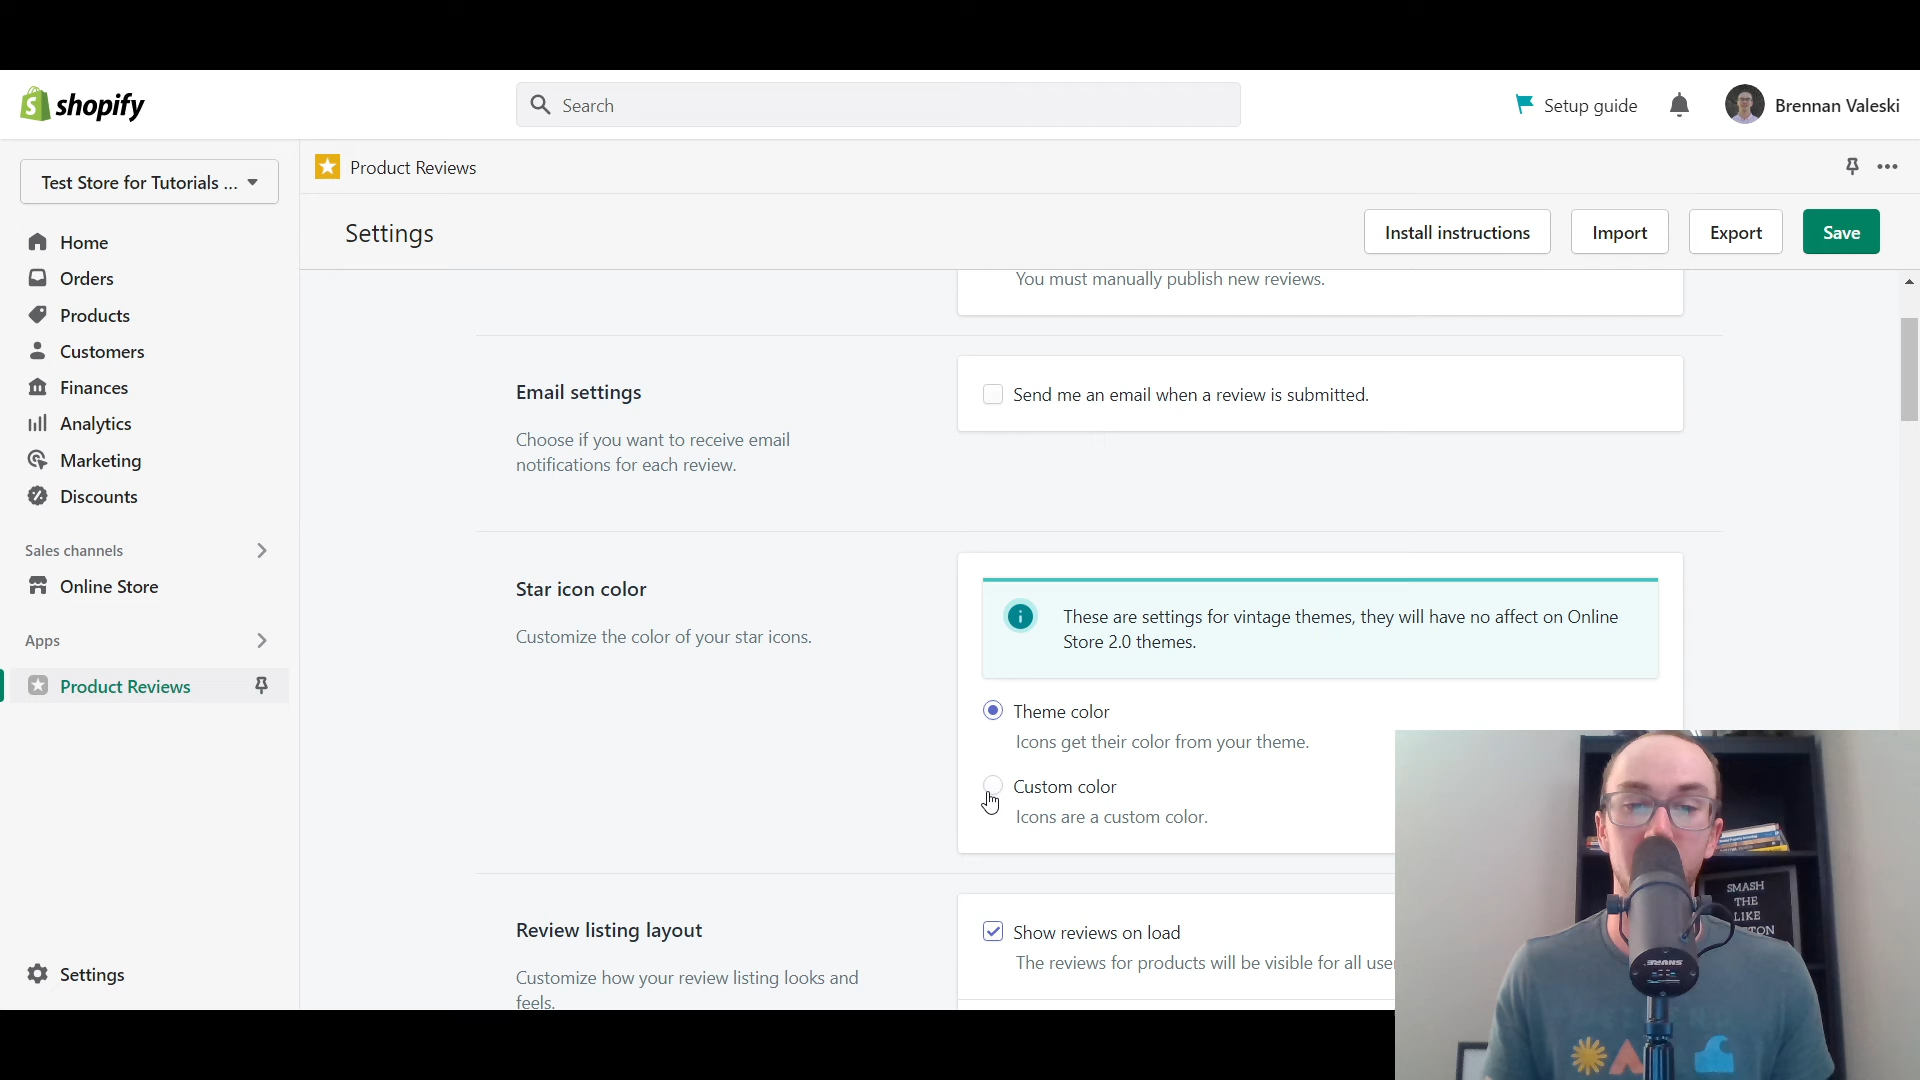 shopify
Search
Setup guide
Brennan Valeski
Test Store for Tutorials ...
Product Reviews
Settings
Install instructions
Import
Export
Save
Home
Orders
Products
Customers
Finances
Analytics
Marketing
Discounts
Sales channels
Online Store
Apps
Product Reviews
Settings
You must manually publish new reviews.
Email settings
Choose if you want to receive email
notifications for each review.
Send me an email when a review is submitted.
Star icon color
Customize the color of your star icons.
These are settings for vintage themes, they will have no affect on Online
Store 2.0 themes.
Theme color
Icons get their color from your theme.
Custom color
Icons are a custom color.
Review listing layout
Customize how your review listing looks and
feels.
Show reviews on load
The reviews for products will be visible for all
SMASH
THE
LIKE
SHURE